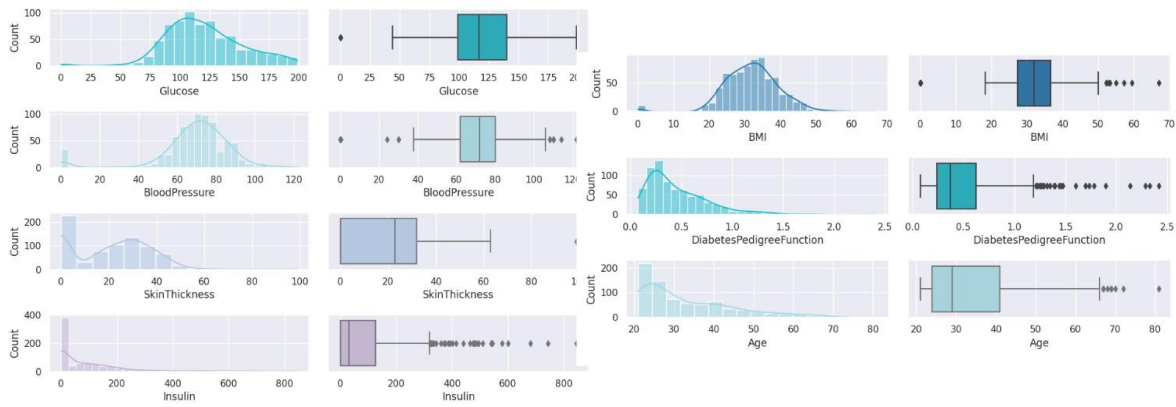 Count
100
50
0
0 25 50 75 100 125 150 175 200
Glucose
0 25 50 75 100 125 150 175 200
Glucose
Count
100
50
0
0 20 40 60 80 100 120
BloodPressure
0 20 40 60 80 100 120
BloodPressure
Count
200
100
0
0 20 40 60 80 100
SkinThickness
0 20 40 60 80
SkinThickness
Count
400
200
0
0 200 400 600 800
Insulin
0 200 400 600 800
Insulin
Count
50
0
0 10 20 30 40 50 60 70
BMI
0 10 20 30 40 50 60 70
BMI
Count
100
50
0
0.0 0.5 1.0 1.5 2.0 2.5
DiabetesPedigreeFunction
0.0 0.5 1.0 1.5 2.0 2.5
DiabetesPedigreeFunction
Count
200
100
0
20 30 40 50 60 70 80
Age
20 30 40 50 60 70 80
Age